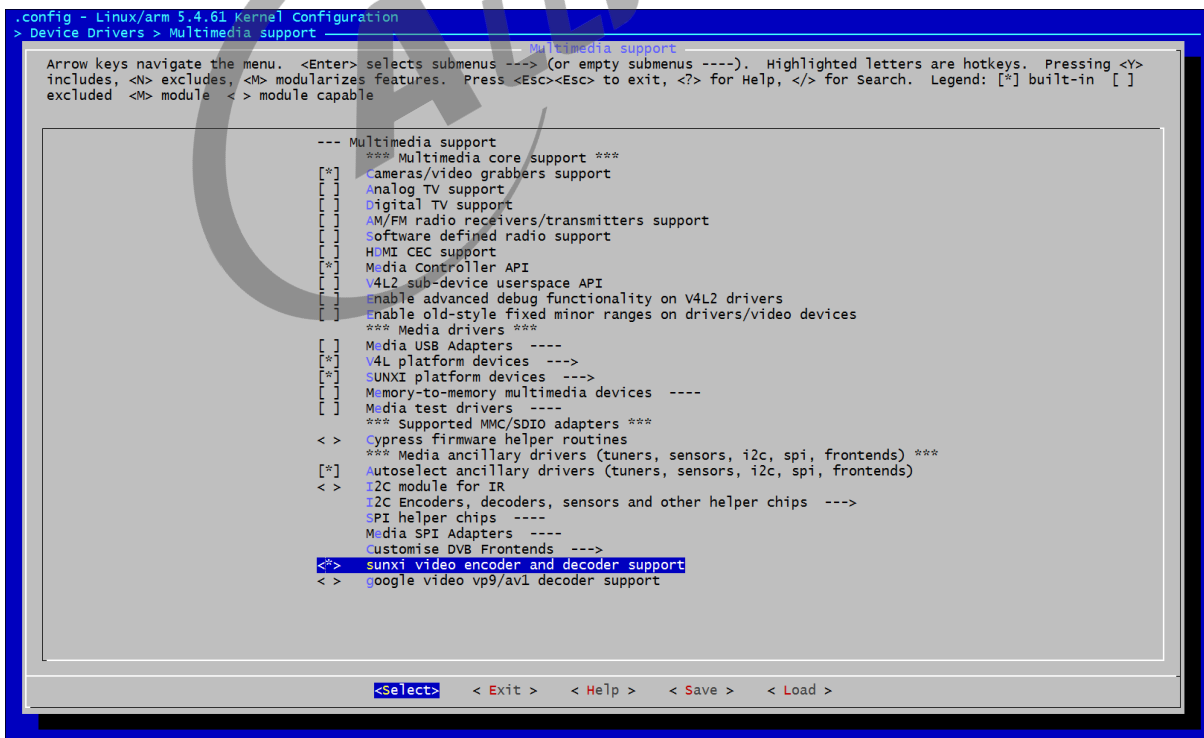 .config - Linux/arm 5.4.61 Kernel Configuration
> Device Drivers > Multimedia support
Multimedia support
Arrow keys navigate the menu. <Enter> selects submenus ---> (or empty submenus ----). Highlighted letters are hotkeys. Pressing <Y>
includes, <N> excludes, <M> modularizes features. Press <Esc><Esc> to exit, <?> for Help, </> for Search. Legend: [*] built-in [ ]
excluded <M> module < > module capable
--- Multimedia support
*** Multimedia core support ***
[*] Cameras/video grabbers support
[ ] Analog TV support
[ ] Digital TV support
[ ] AM/FM radio receivers/transmitters support
[ ] Software defined radio support
[ ] HDMI CEC support
[*] Media Controller API
[ ] V4L2 sub-device userspace API
[ ] Enable advanced debug functionality on V4L2 drivers
[ ] Enable old-style fixed minor ranges on drivers/video devices
*** Media drivers ***
[ ] Media USB Adapters ----
[*] V4L platform devices --->
[*] SUNXI platform devices --->
[ ] Memory-to-memory multimedia devices ----
[ ] Media test drivers ----
*** Supported MMC/SDIO adapters ***
< > Cypress firmware helper routines
*** Media ancillary drivers (tuners, sensors, i2c, spi, frontends) ***
[*] Autoselect ancillary drivers (tuners, sensors, i2c, spi, frontends)
< > I2C module for IR
I2C Encoders, decoders, sensors and other helper chips --->
SPI helper chips ----
Media SPI Adapters ----
Customise DVB Frontends --->
<*> sunxi video encoder and decoder support
< > google video vp9/av1 decoder support
<Select> < Exit > < Help > < Save > < Load >